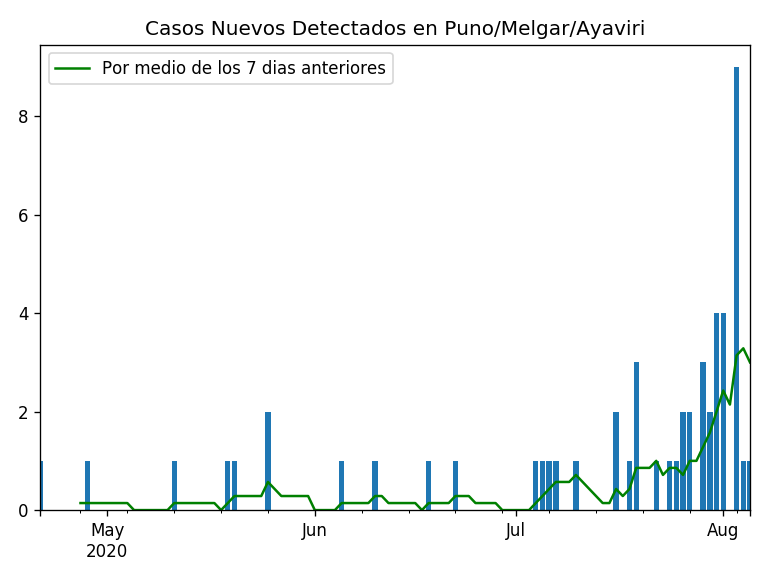 Casos Nuevos Detectados en Puno/Melgar/Ayaviri
Por medio de los 7 dias anteriores
8
6
4
2
0
May
2020
Jun
Jul
Aug